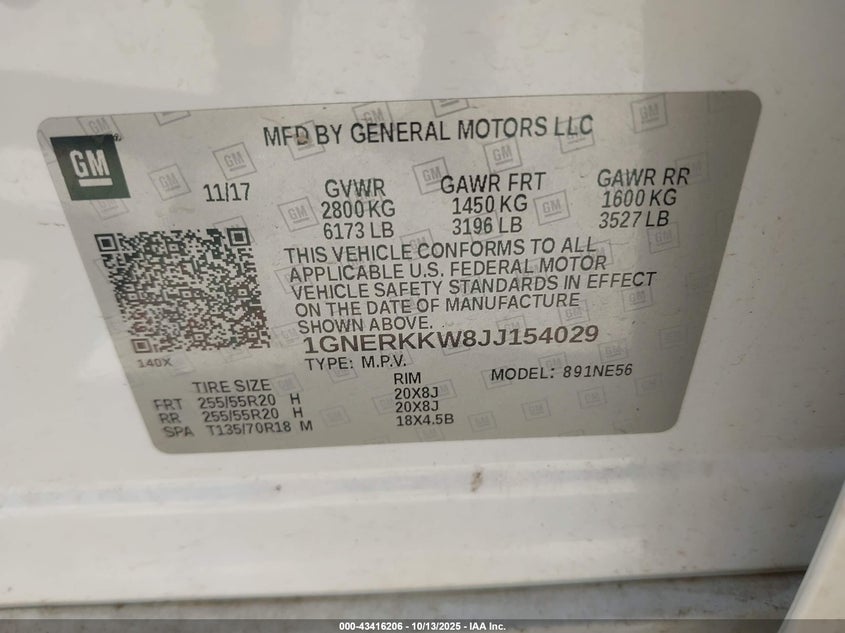 GM
MFD BY GENERAL MOTORS LLC
11/17
GVWR GAWR FRT GAWR RR
2800 KG 1450 KG 1600 KG
6173 LB 3196 LB 3527 LB
THIS VEHICLE CONFORMS TO ALL
APPLICABLE U.S. FEDERAL MOTOR
VEHICLE SAFETY STANDARDS IN EFFECT
ON THE DATE OF MANUFACTURE
SHOWN ABOVE.
1GNERKKW8JJ154029
140X
TYPE: M.P.V. MODEL: 891NE56
TIRE SIZE RIM
FRT 255/55R20 H 20X8J
RR 255/55R20 H 20X8J
SPA T135/70R18 M 18X4.5B
000-43416206 - 10/13/2025 - IAA Inc.